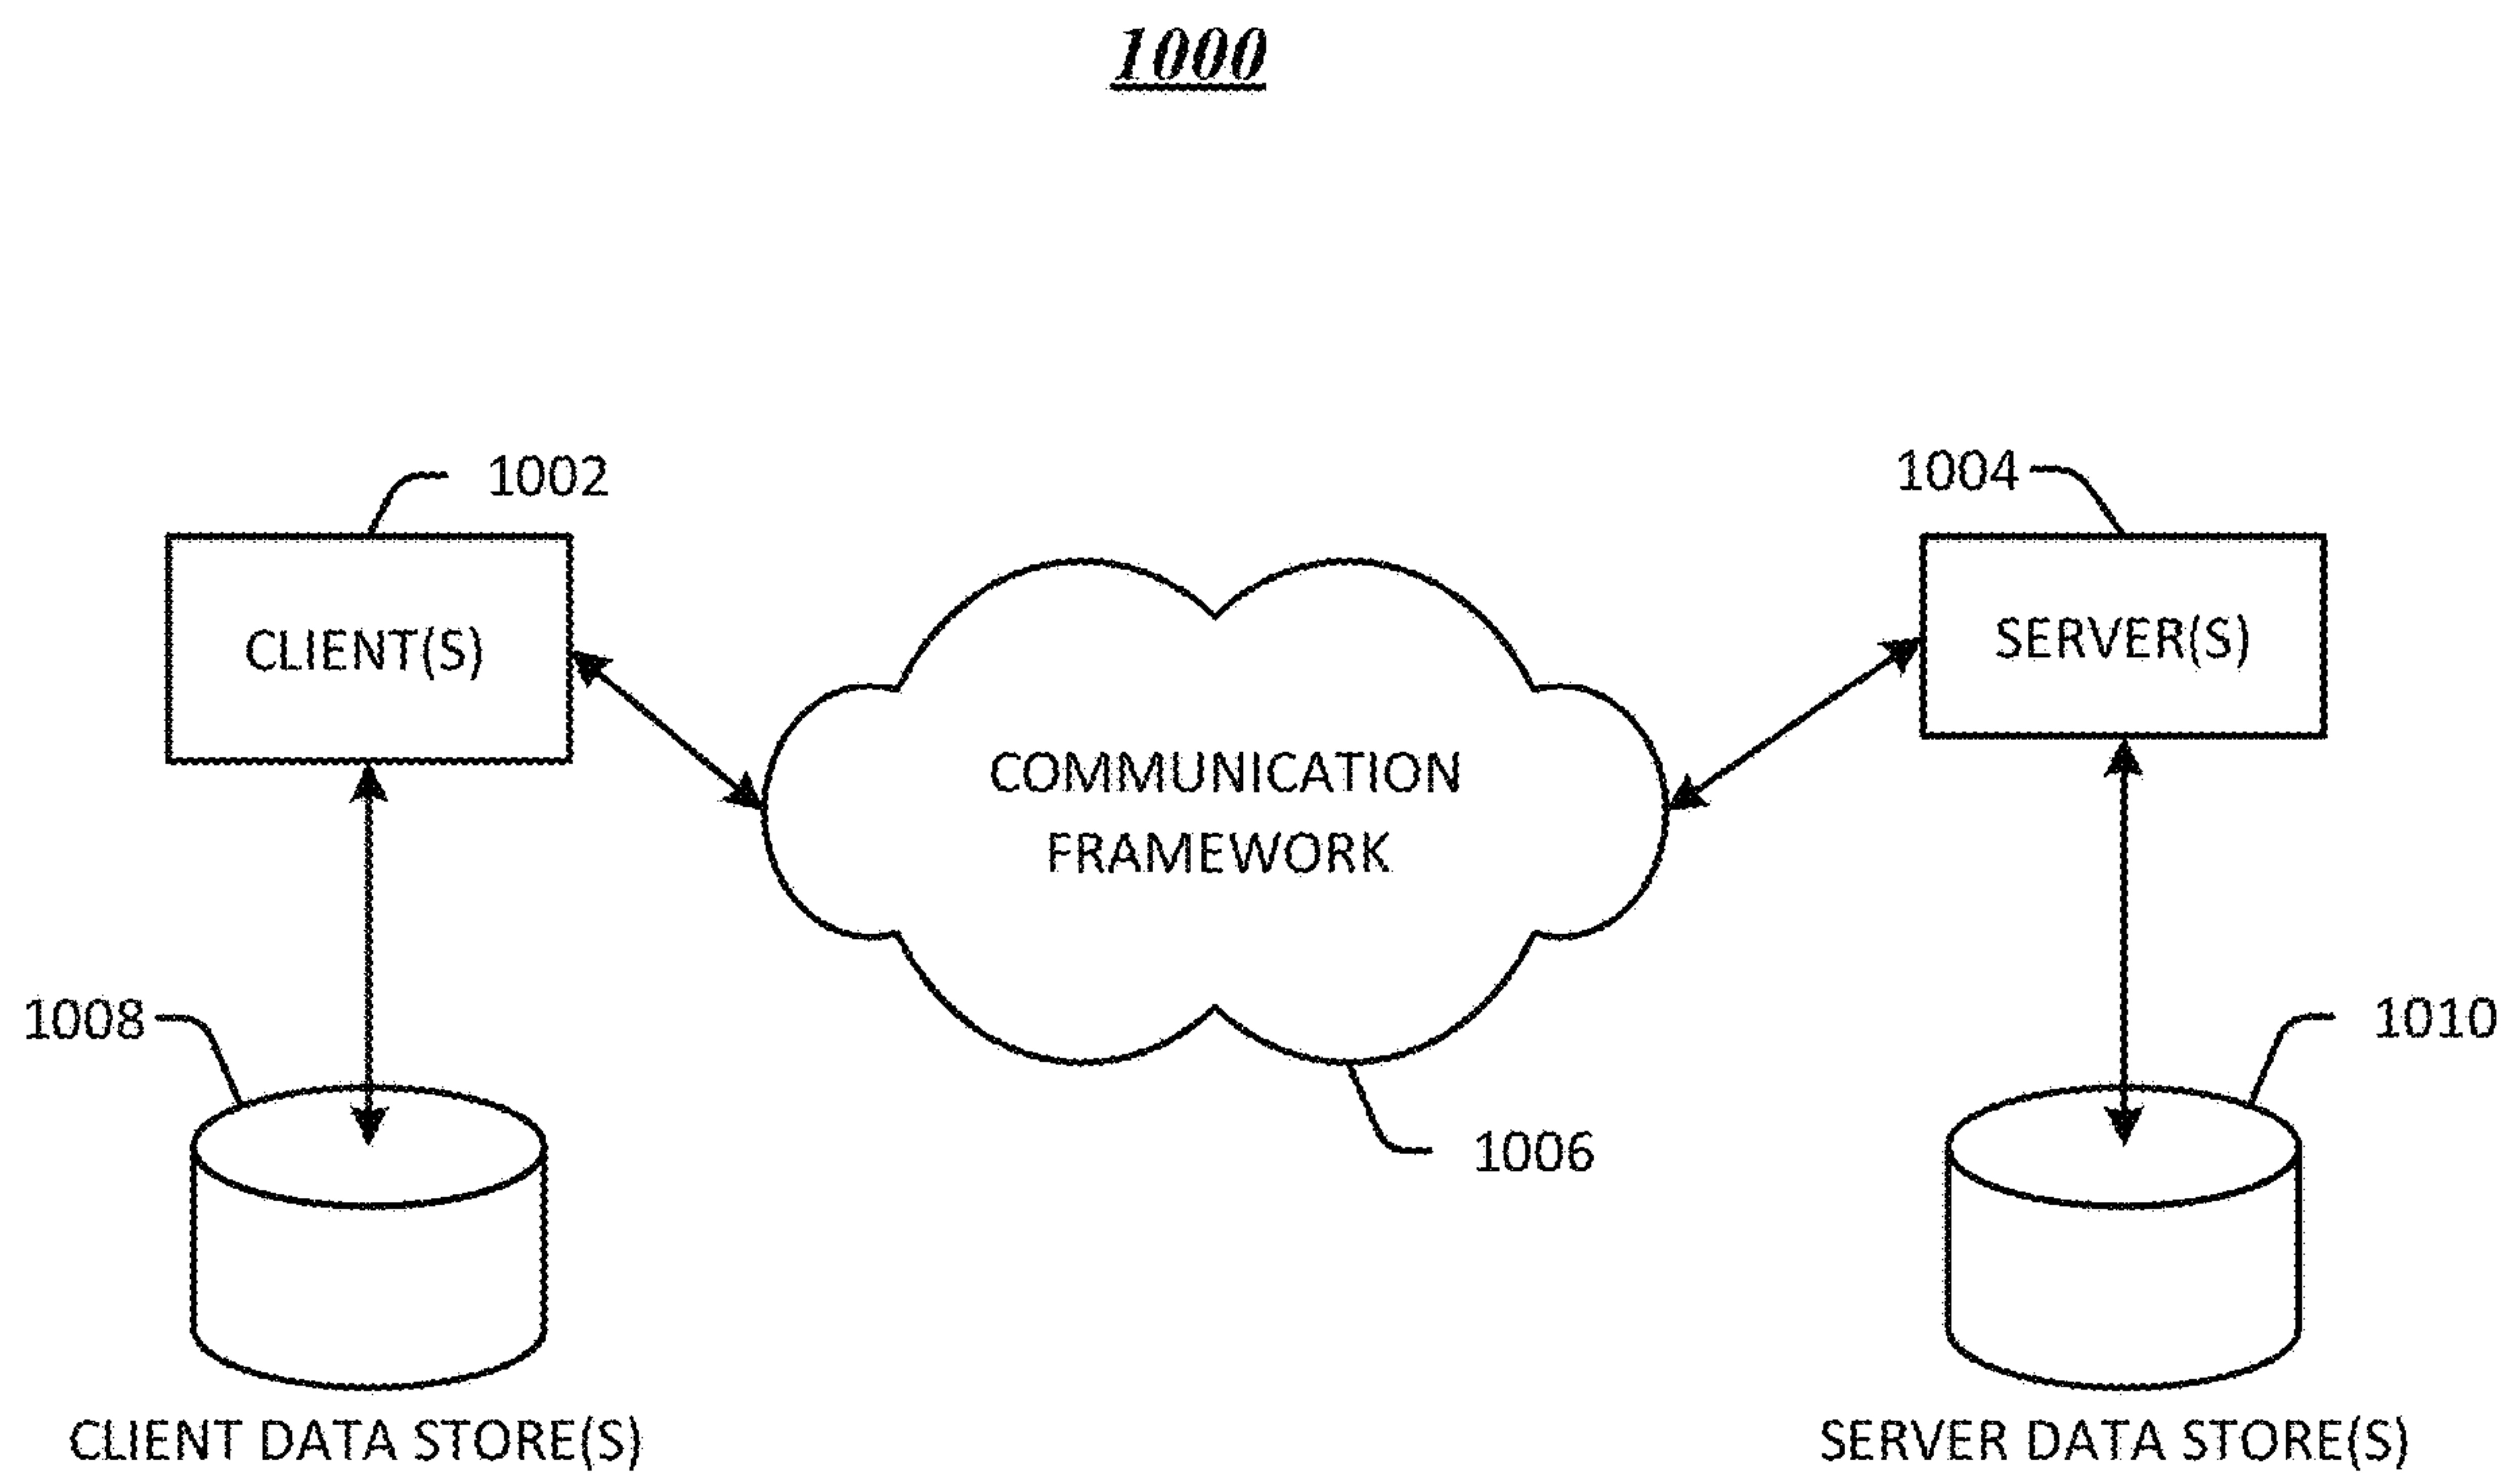 1000
1002
1004
CLIENT(S)
SERVER(S)
COMMUNICATION
FRAMEWORK
1008
1010
1006
CLIENT DATA STORE(S)
SERVER DATA STORE(S)